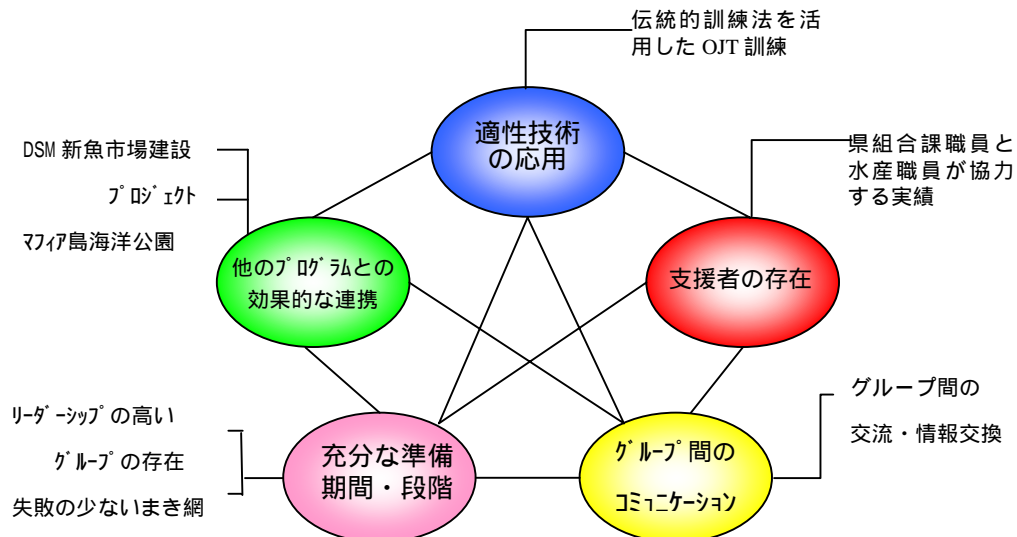 伝統的訓練法を活
用した OJT 訓練
適性技術
の応用
DSM 新魚市場建設
ﾌﾟﾛｼﾞｪｸﾄ
ﾏﾌｨｱ島海洋公園
県組合課職員と
水産職員が協力
する実績
他のﾌﾟﾛｸﾞﾗﾑとの
効果的な連携
支援者の存在
ﾘｰﾀﾞｰｼｯﾌﾟの高い
ｸﾞﾙｰﾌﾟの存在
失敗の少ないまき網
充分な準備
期間・段階
ｸﾞﾙｰﾌﾟ間の
ｺﾐｭﾆｹｰｼｮﾝ
グループ間の
交流・情報交換